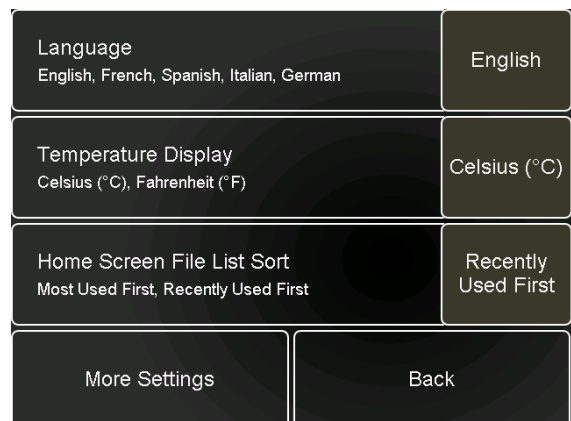 Language
English, French, Spanish, Italian, German
English
Temperature Display
Celsius (°C), Fahrenheit (°F)
Celsius (°C)
Home Screen File List Sort
Most Used First, Recently Used First
Recently
Used First
More Settings
Back